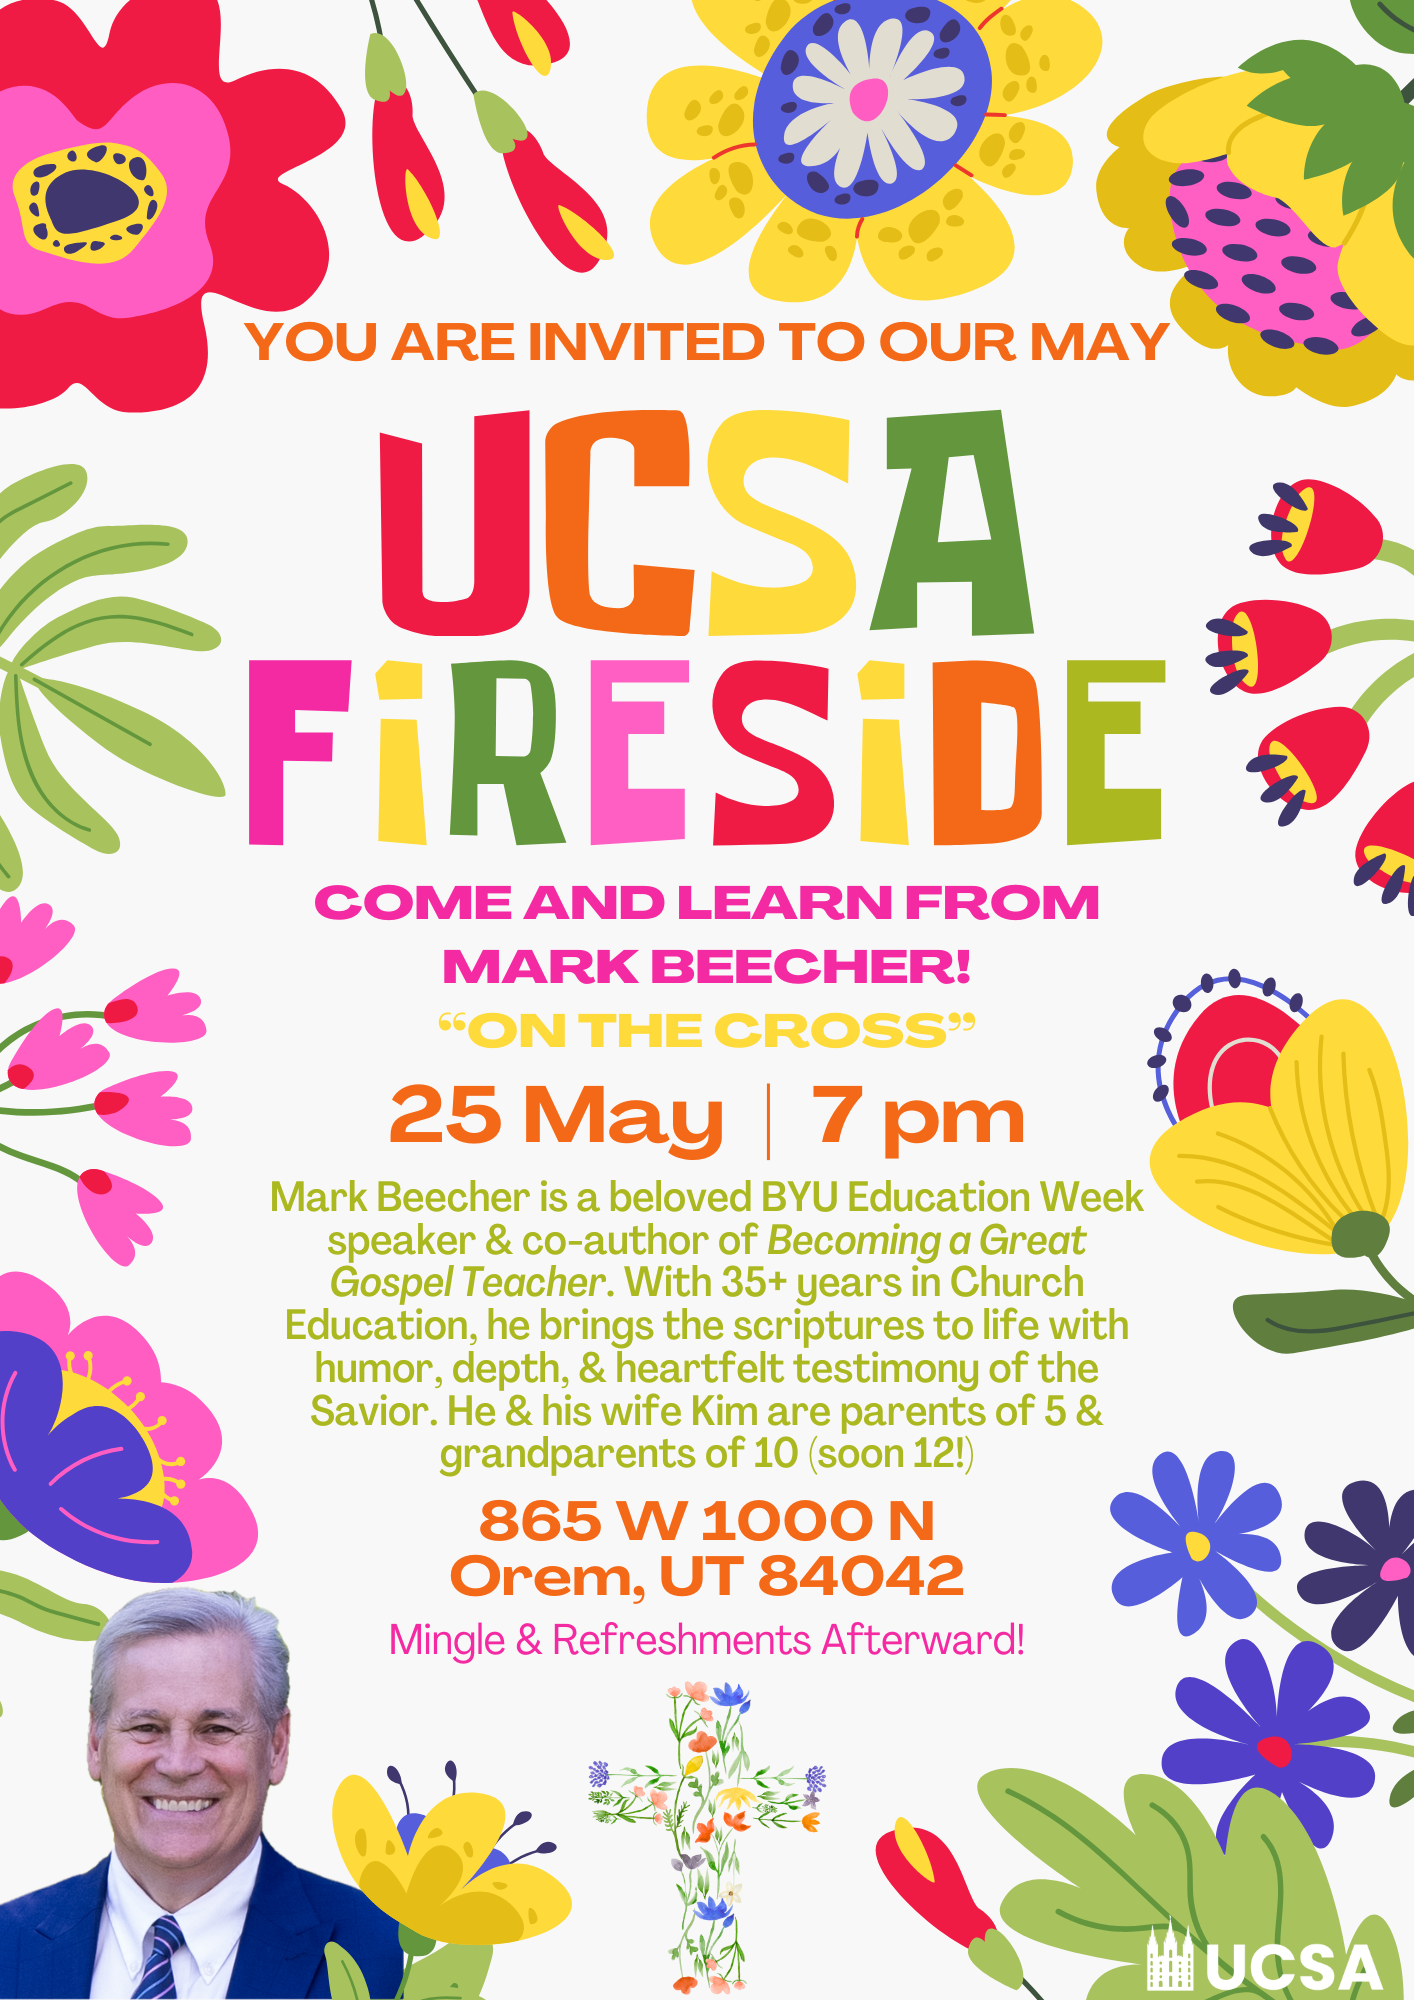 YOU ARE INVITED TO OUR MAY
UCSA
FiRESiDE
COME AND LEARN FROM
MARK BEECHER!
“ON THE CROSS”
25 May | 7 pm
Mark Beecher is a beloved BYU Education Week
speaker & co-author of Becoming a Great
Gospel Teacher. With 35+ years in Church
Education, he brings the scriptures to life with
humor, depth, & heartfelt testimony of the
Savior. He & his wife Kim are parents of 5 &
grandparents of 10 (soon 12!)
865 W 1000 N
Orem, UT 84042
Mingle & Refreshments Afterward!
UCSA